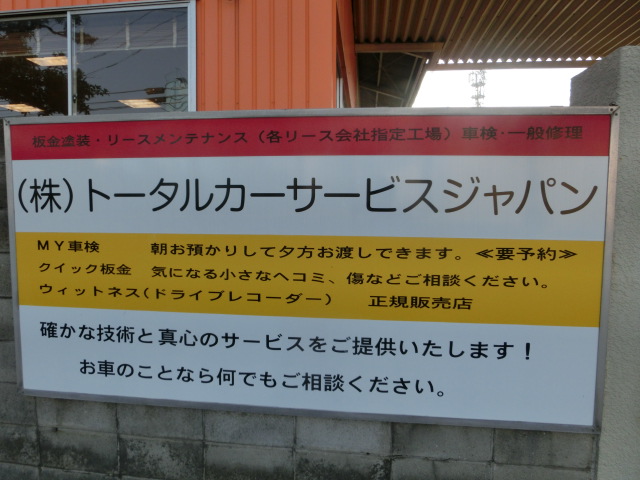 板金塗装・リースメンテナンス（各リース会社指定工場）車検・一般修理
（株）トータルカーサービスジャパン
ＭＹ車検　朝お預かりして夕方お渡しできます。≪要予約≫
クイック板金　気になる小さなヘコミ、傷などご相談ください。
ウィットネス（ドライブレコーダー）　正規販売店
確かな技術と真心のサービスをご提供いたします！
お車のことなら何でもご相談ください。